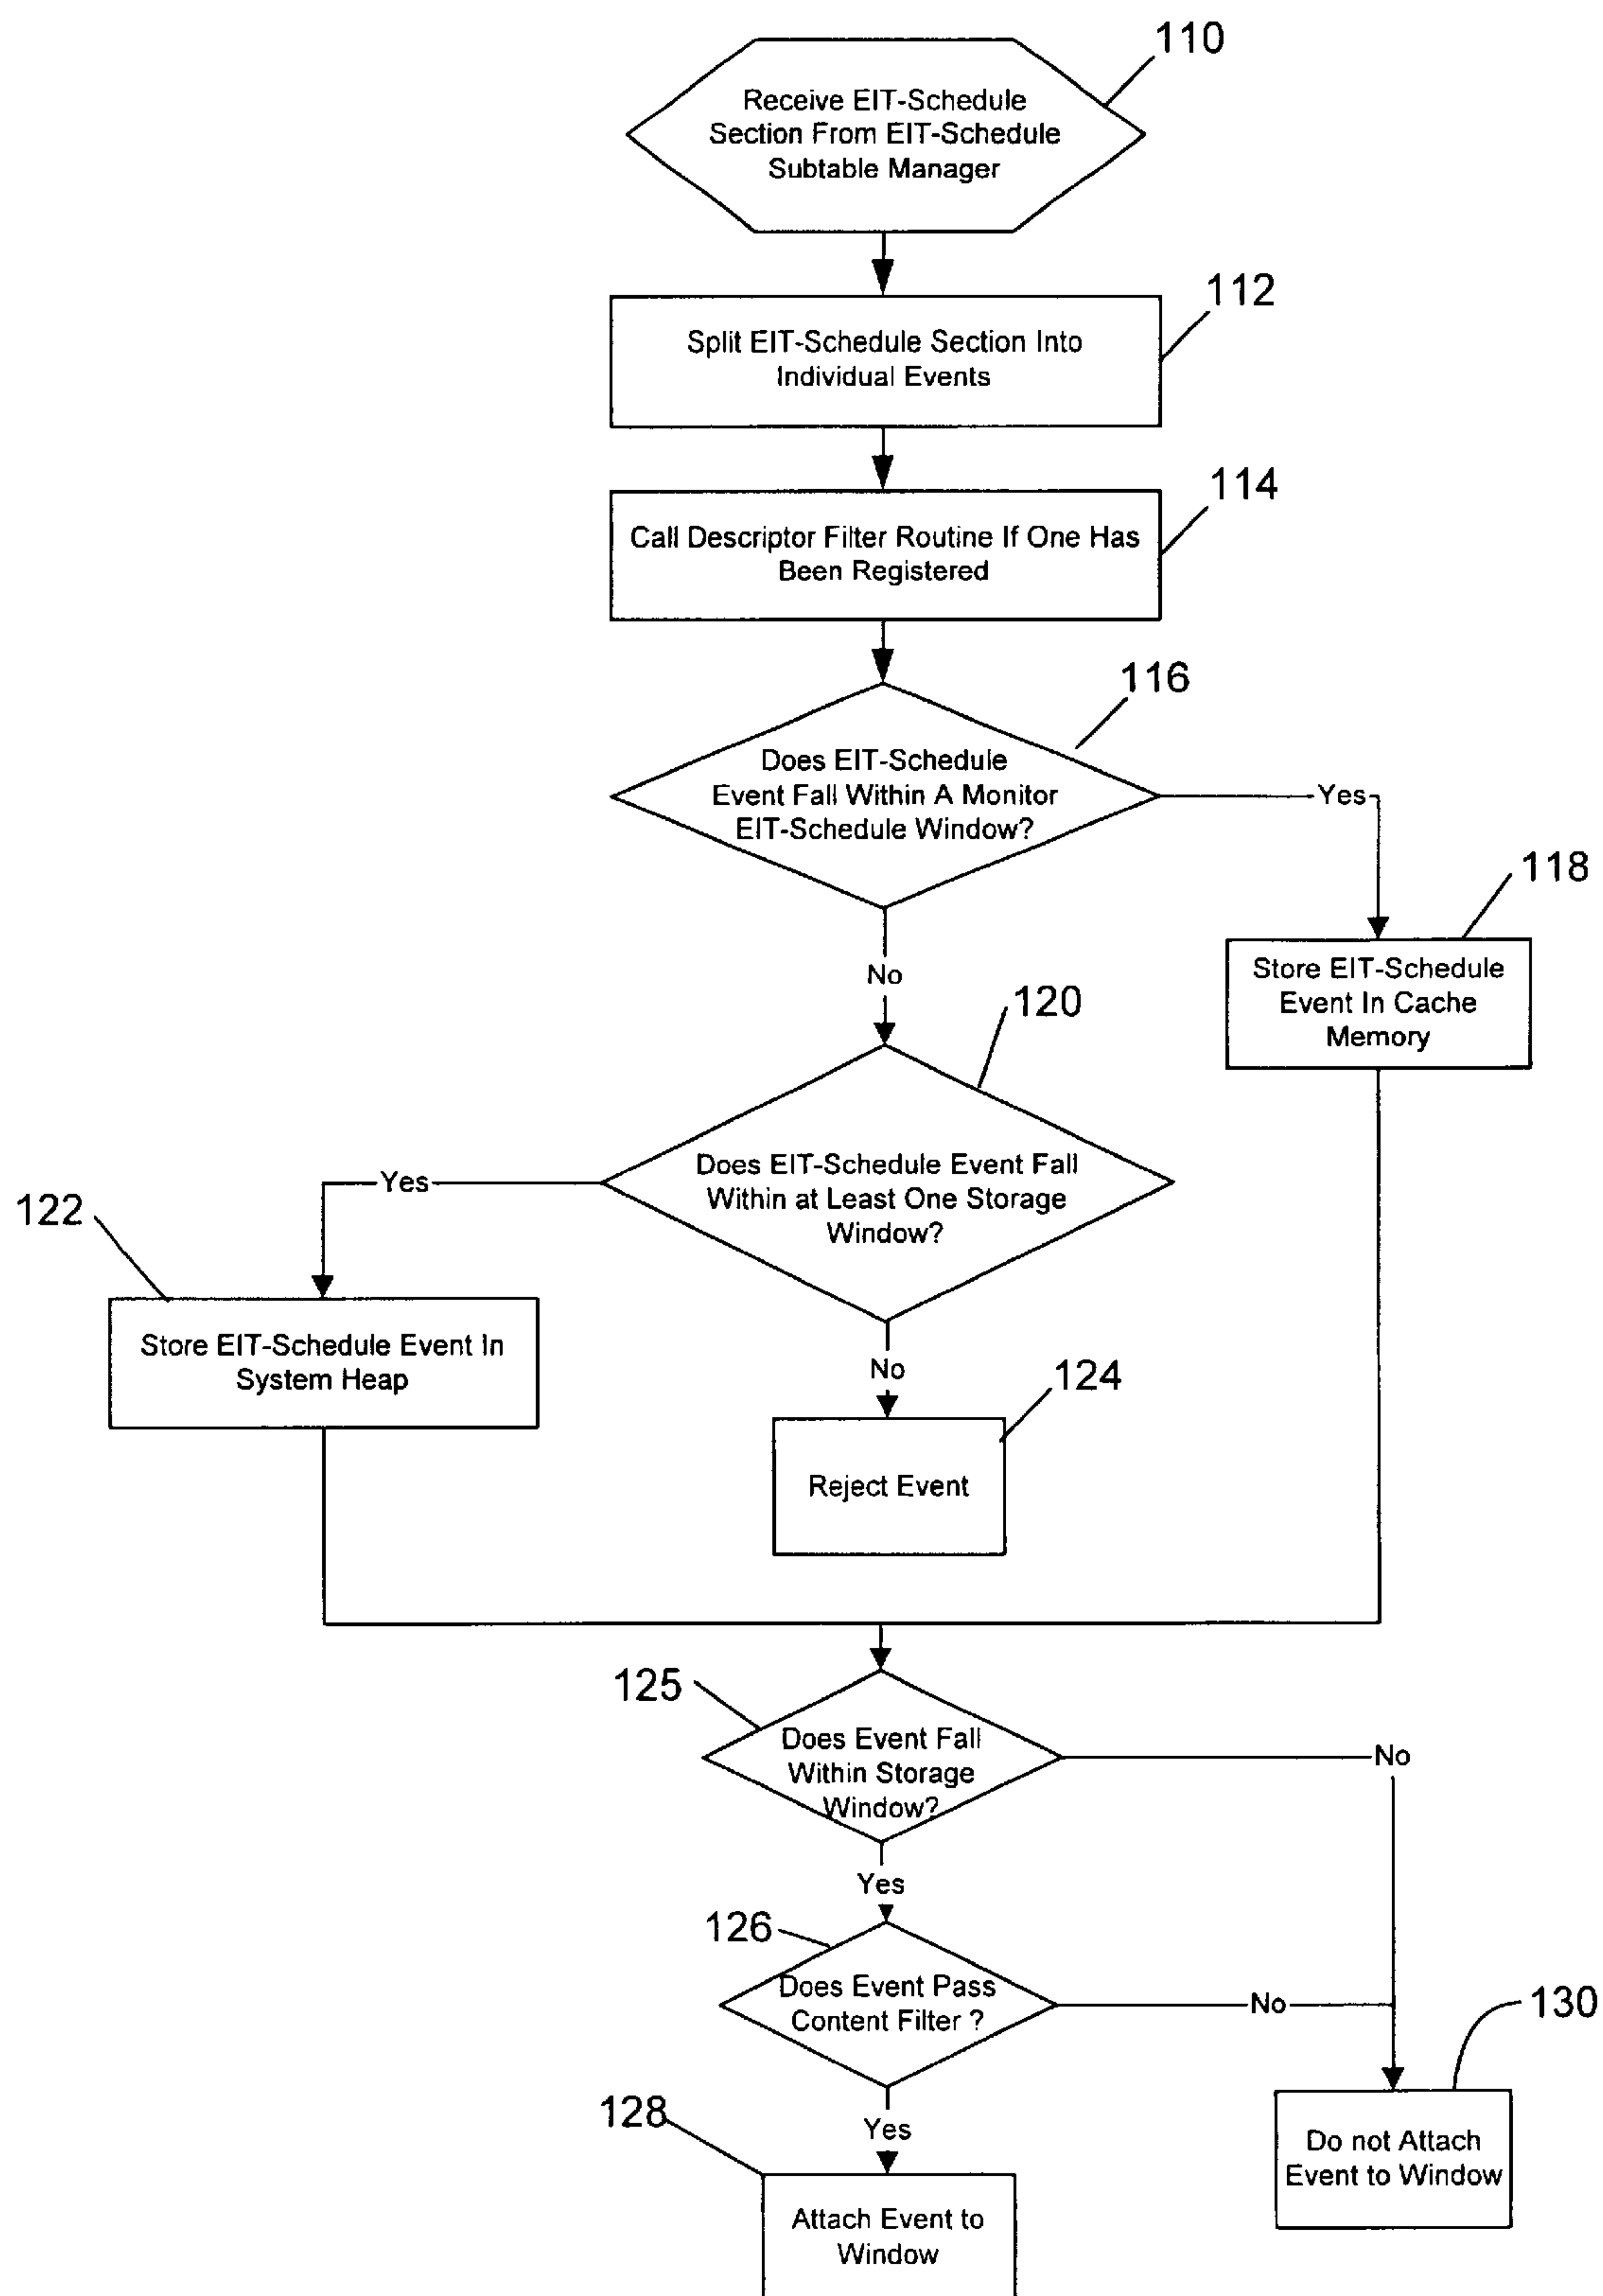 110
Receive EIT-Schedule
Section From EIT-Schedule
Subtable Manager
112
Split EIT-Schedule Section Into
Individual Events
114
Call Descriptor Filter Routine If One Has
Been Registered
116
Does EIT-Schedule
Event Fall Within A Monitor
EIT-Schedule Window?
Yes
118
Store EIT-Schedule
Event In Cache
Memory
No
120
Does EIT-Schedule Event Fall
Within at Least One Storage
Window?
Yes
122
Store EIT-Schedule Event In
System Heap
No
124
Reject Event
125
Does Event Fall
Within Storage
Window?
No
Yes
126
Does Event Pass
Content Filter ?
No
130
Do not Attach
Event to Window
Yes
128
Attach Event to
Window